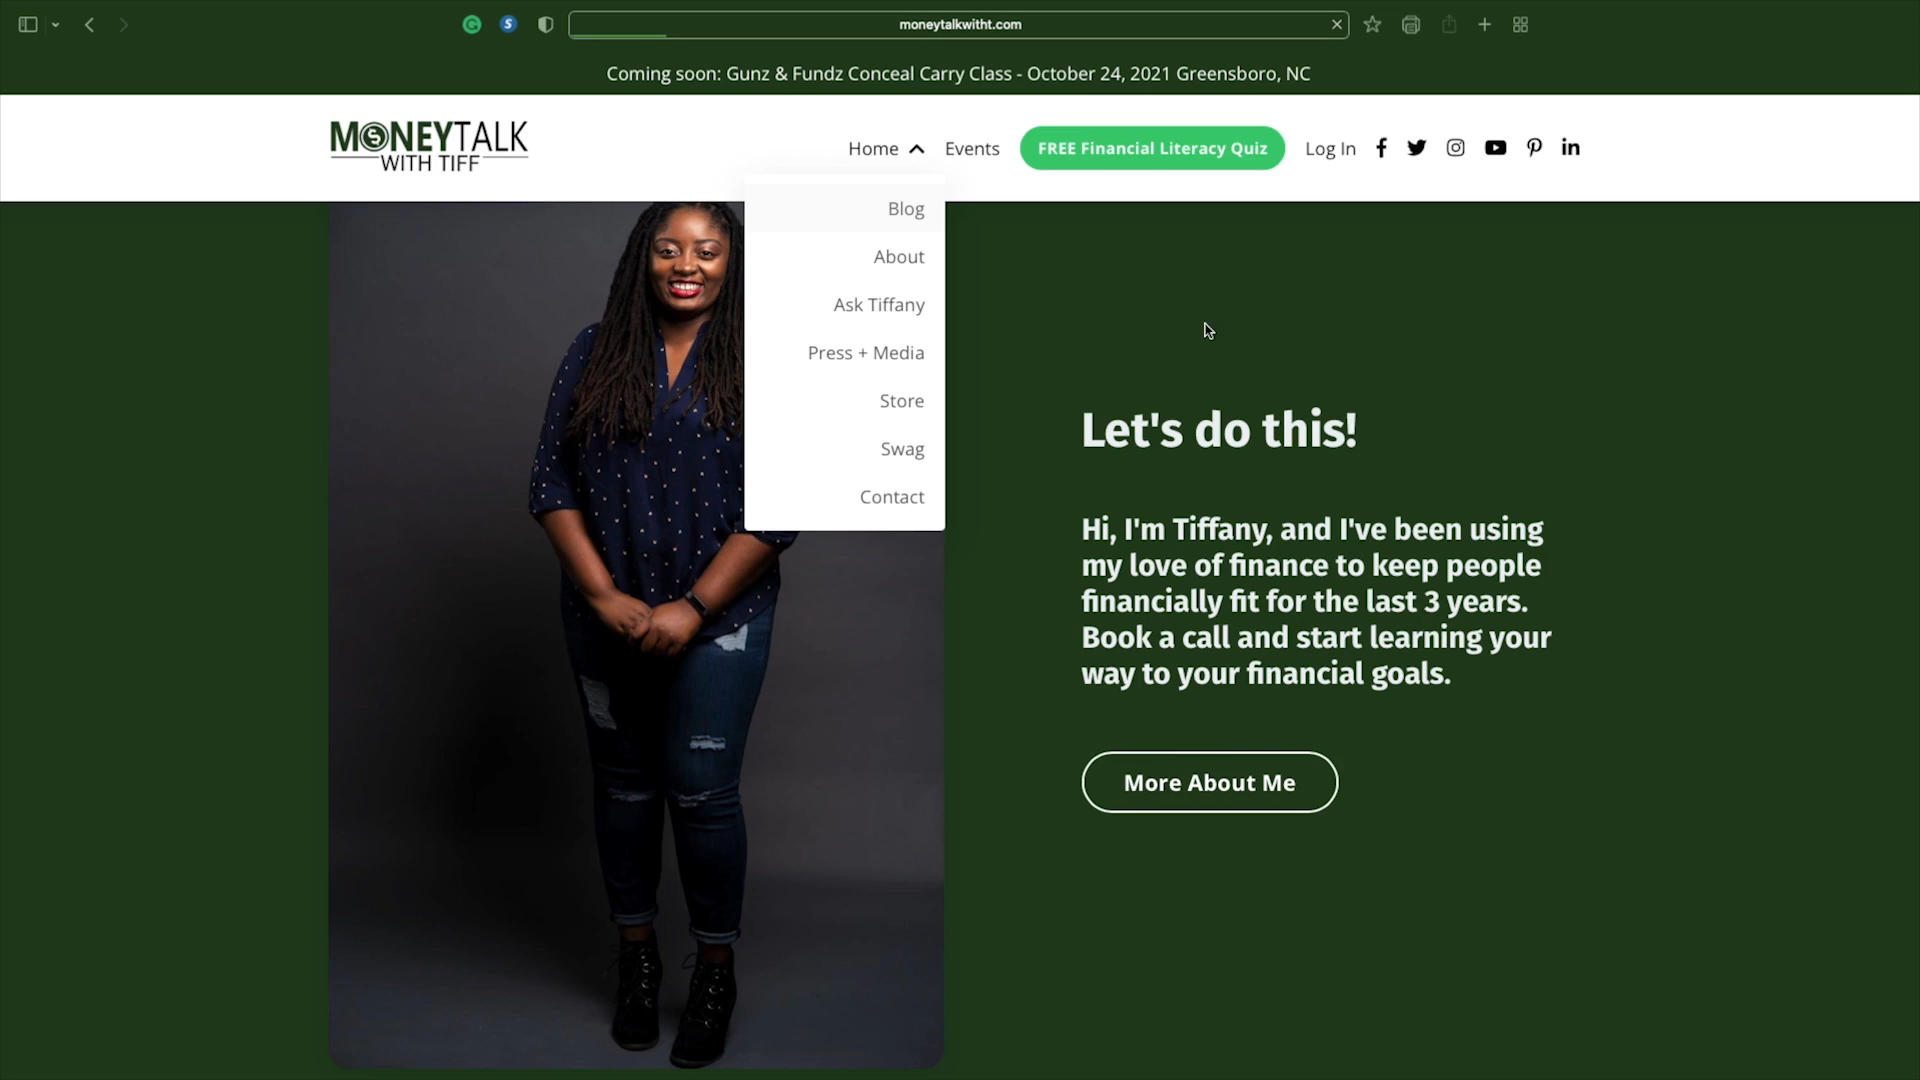 moneytalkwitht.com
Coming soon: Gunz & Fundz Conceal Carry Class - October 24, 2021 Greensboro, NC
MONEYTALK
WITH TIFF
Home
Events
FREE Financial Literacy Quiz
Log In
Blog
About
Ask Tiffany
Press + Media
Store
Swag
Contact
Let's do this!
Hi, I'm Tiffany, and I've been using
my love of finance to keep people
financially fit for the last 3 years.
Book a call and start learning your
way to your financial goals.
More About Me